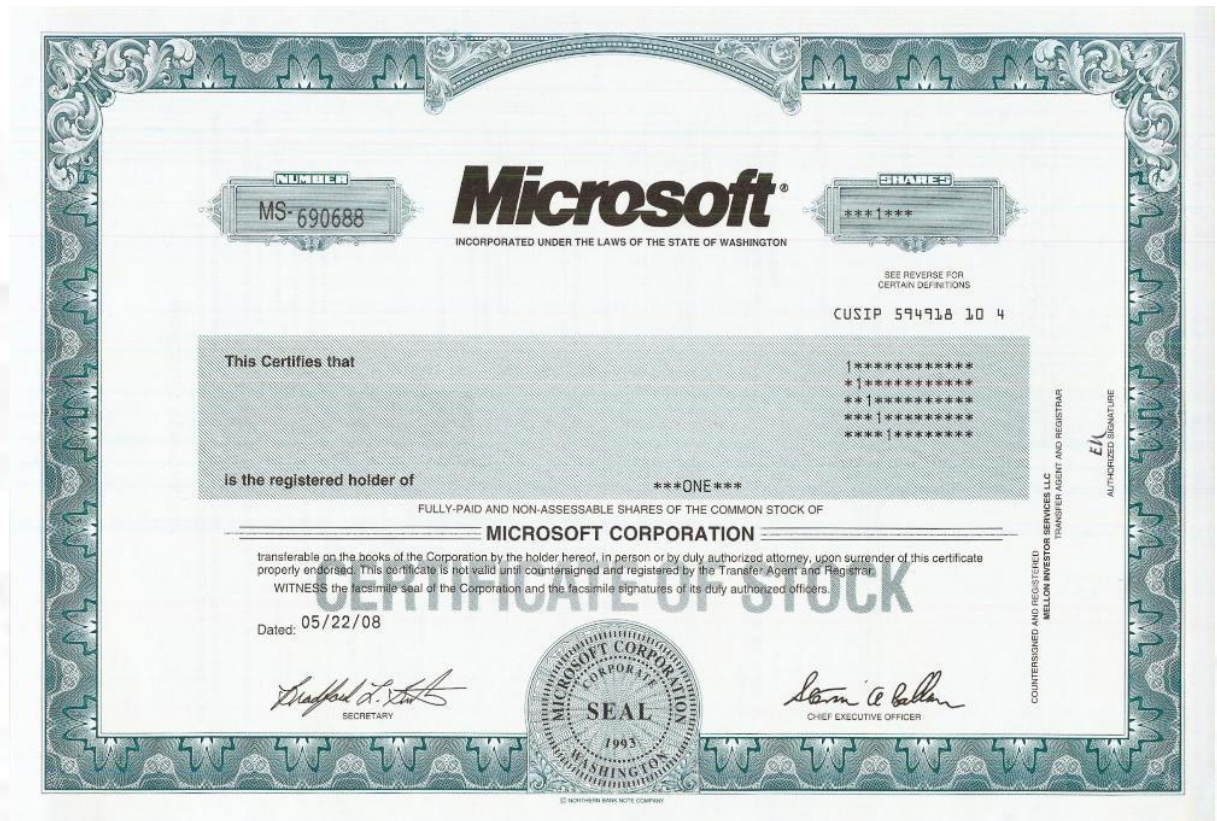 NUMBER
MS-690688
Microsoft®
INCORPORATED UNDER THE LAWS OF THE STATE OF WASHINGTON
SHARES
***1***
SEE REVERSE FOR
CERTAIN DEFINITIONS
CUSIP 594918 10 4
This Certifies that
1************
*1***********
**1**********
***1*********
****1********
is the registered holder of
***ONE***
FULLY-PAID AND NON-ASSESSABLE SHARES OF THE COMMON STOCK OF
MICROSOFT CORPORATION
transferable on the books of the Corporation by the holder hereof, in person or by duly authorized attorney, upon surrender of this certificate
properly endorsed. This certificate is not valid until countersigned and registered by the Transfer Agent and Registrar.
WITNESS the facsimile seal of the Corporation and the facsimile signatures of its duly authorized officers.
CERTIFICATE OF STOCK
Dated: 05/22/08
SECRETARY
MICROSOFT CORPORATION
CORPORATE
SEAL
1993
WASHINGTON
CHIEF EXECUTIVE OFFICER
COUNTERSIGNED AND REGISTERED
MELLON INVESTOR SERVICES LLC
TRANSFER AGENT AND REGISTRAR
AUTHORIZED SIGNATURE
© NORTHERN BANK NOTE COMPANY